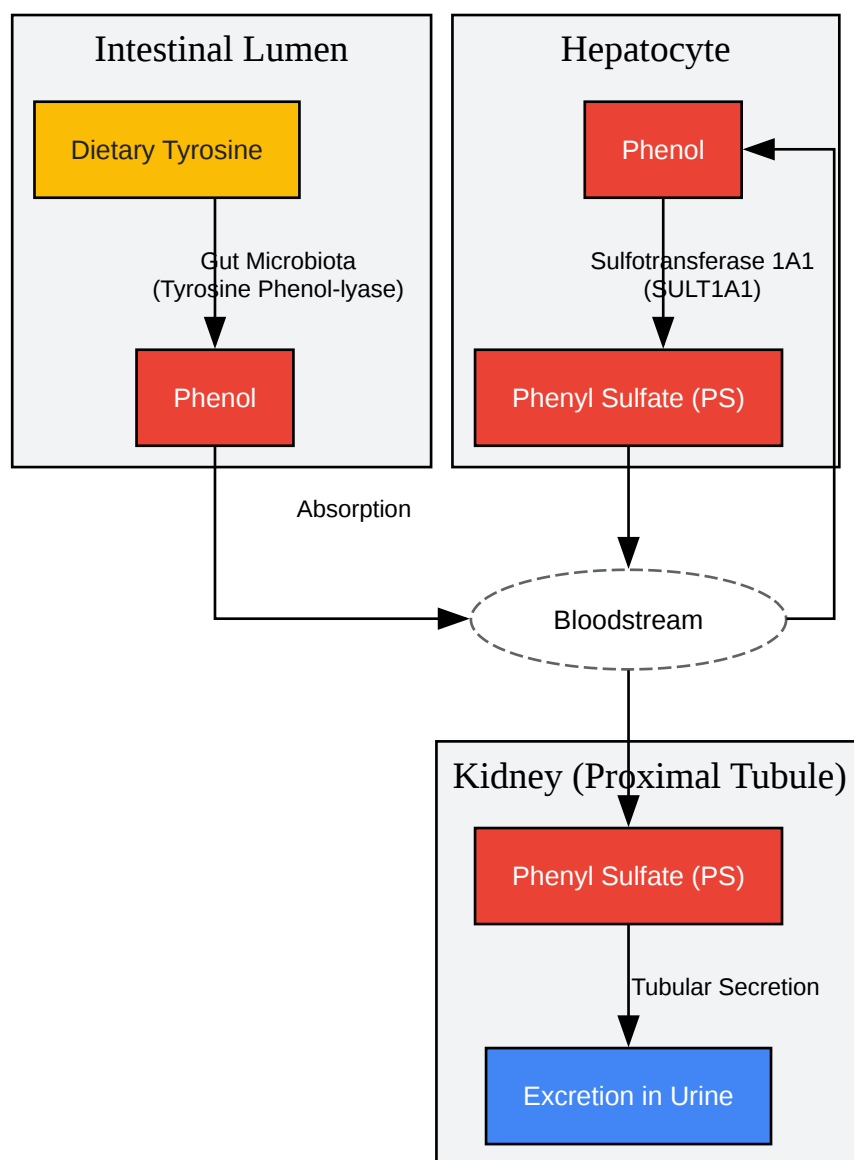 Intestinal Lumen
Dietary Tyrosine
Gut Microbiota
(Tyrosine Phenol-lyase)
Phenol
Absorption
Hepatocyte
Phenol
Sulfotransferase 1A1
(SULT1A1)
Phenyl Sulfate (PS)
Bloodstream
Kidney (Proximal Tubule)
Phenyl Sulfate (PS)
Tubular Secretion
Excretion in Urine